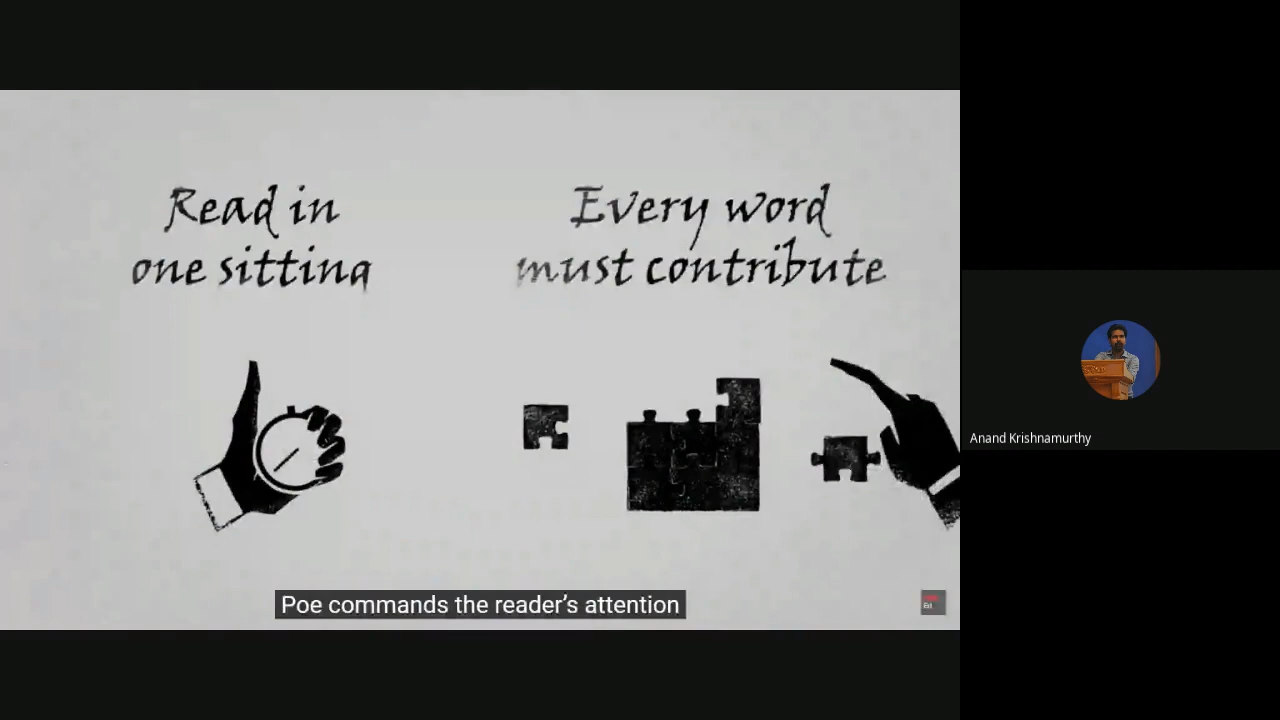 Read in
one sitting
Every word
must contribute
Poe commands the reader’s attention
Anand Krishnamurthy